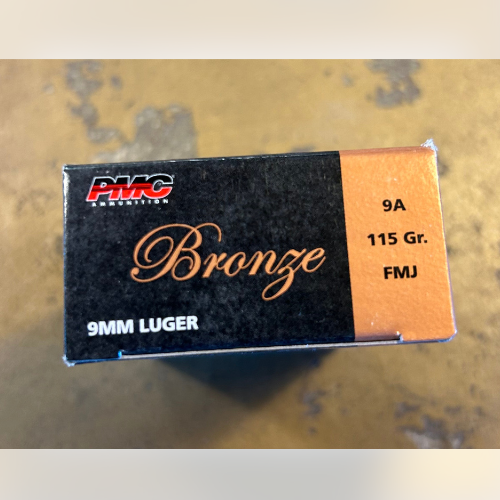 PMC
AMMUNITION
Bronze
9MM LUGER
9A
115 Gr.
FMJ